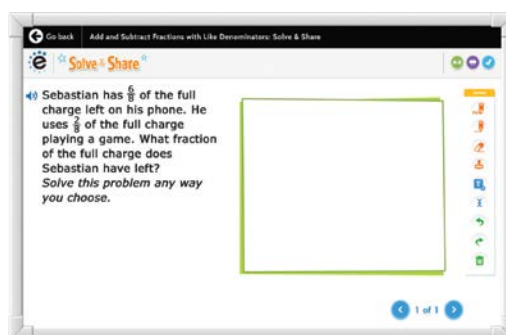 Go back Add and Subtract Fractions with Like Denominators: Solve & Share
e Solve & Share
Sebastian has 6/8 of the full
charge left on his phone. He
uses 2/8 of the full charge
playing a game. What fraction
of the full charge does
Sebastian have left?
Solve this problem any way
you choose.
1 of 1